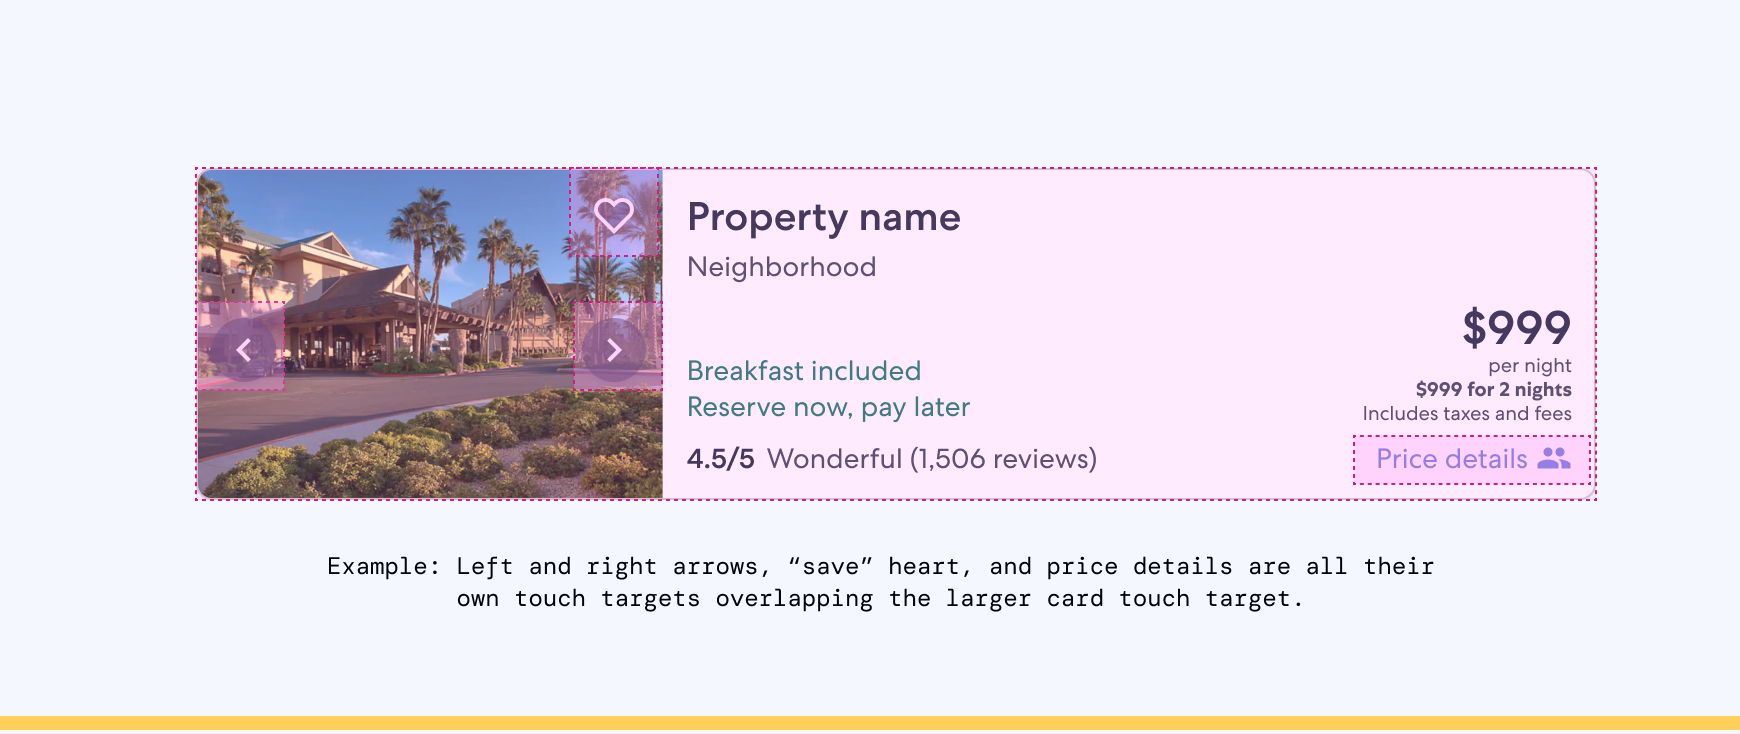 Property name
Neighborhood
Breakfast included
Reserve now, pay later
4.5/5 Wonderful (1,506 reviews)
$999
per night
$999 for 2 nights
Includes taxes and fees
Price details
Example: Left and right arrows, “save” heart, and price details are all their
own touch targets overlapping the larger card touch target.